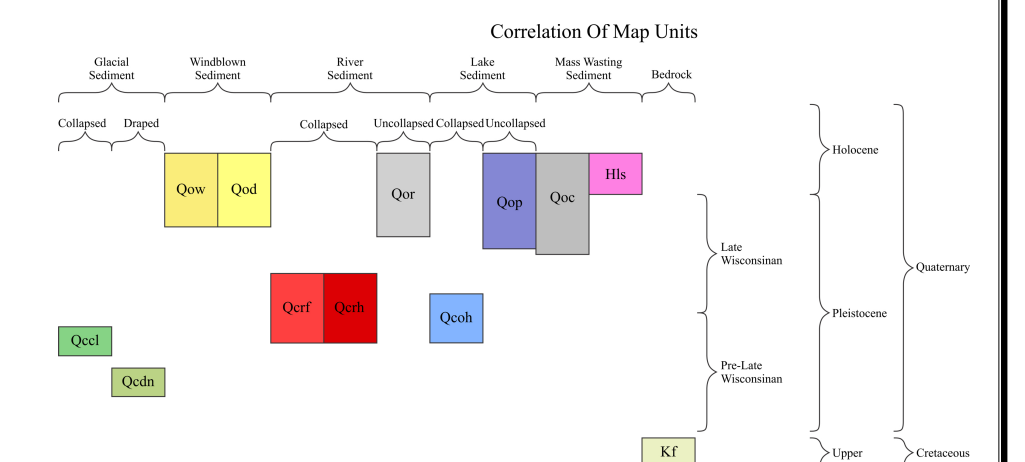 Correlation Of Map Units
Glacial
Sediment
Windblown
Sediment
River
Sediment
Lake
Sediment
Mass Wasting
Sediment
Bedrock
Collapsed
Draped
Collapsed
Uncollapsed
Collapsed
Uncollapsed
Qow
Qod
Qor
Qop
Qoc
Hls
Holocene
Late
Wisconsinan
Quaternary
Qcrf
Qcrh
Qcoh
Pleistocene
Qccl
Qcdn
Pre-Late
Wisconsinan
Kf
Upper
Cretaceous